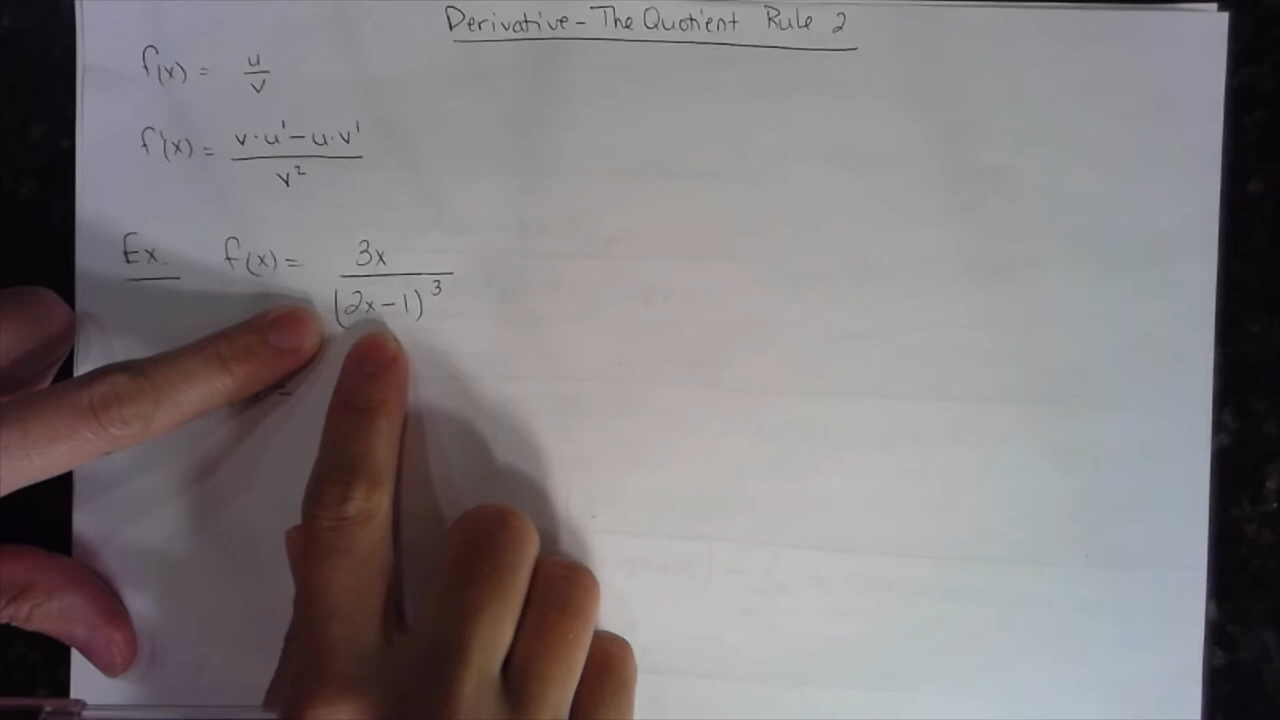 Derivative - The Quotient Rule 2
f(x) = u/v
f'(x) = v·u' - u·v' / v²
Ex. f(x) = 3x / (2x-1)³